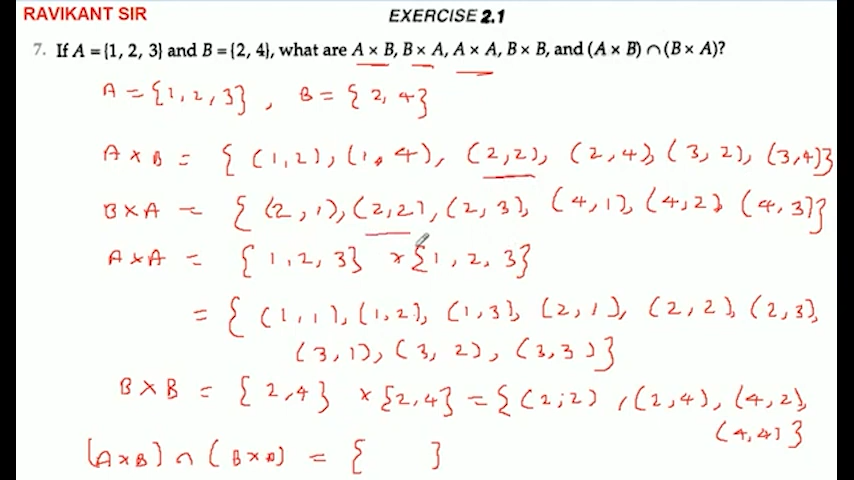 RAVIKANT SIR
EXERCISE 2.1
7. If A = {1, 2, 3} and B = {2, 4}, what are A × B, B × A, A × A, B × B, and (A × B) ∩ (B × A)?
A = {1, 2, 3} , B = { 2, 4}
A × B = { (1, 2), (1, 4), (2, 2), (2, 4), (3, 2), (3,4)}
B × A = { (2, 1), (2,2), (2, 3), (4, 1), (4, 2), (4, 3)}
A × A = { 1, 2, 3} × {1, 2, 3}
= { (1, 1), (1, 2), (1, 3), (2, 1), (2, 2), (2, 3),
(3, 1), (3, 2), (3, 3)}
B × B = { 2, 4} × {2, 4} = {(2, 2) , (2, 4), (4, 2),
(4, 4)}
(A × B) ∩ (B × A) = { }